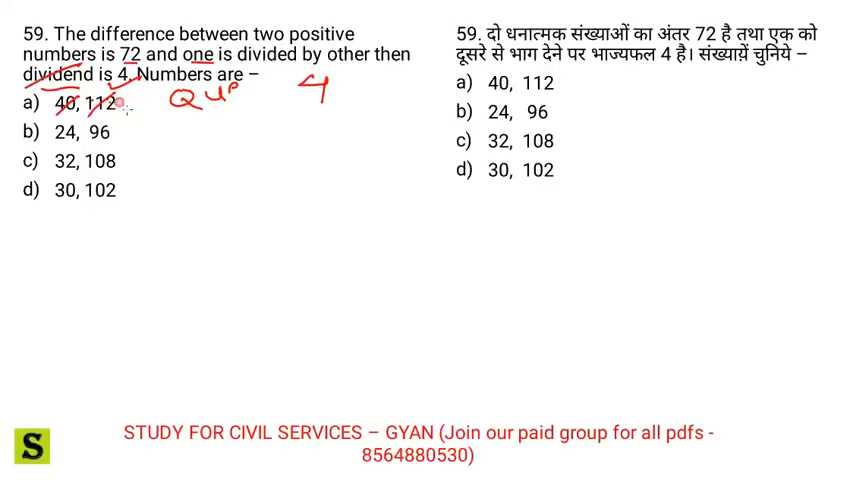 59. The difference between two positive
numbers is 72 and one is divided by other then
dividend is 4. Numbers are –
a) 40, 112
b) 24, 96
c) 32, 108
d) 30, 102
4
59. दो धनात्मक संख्याओं का अंतर 72 है तथा एक को
दूसरे से भाग देने पर भाज्यफल 4 है। संख्यायें चुनिये –
a) 40, 112
b) 24, 96
c) 32, 108
d) 30, 102
S
STUDY FOR CIVIL SERVICES – GYAN (Join our paid group for all pdfs -
8564880530)